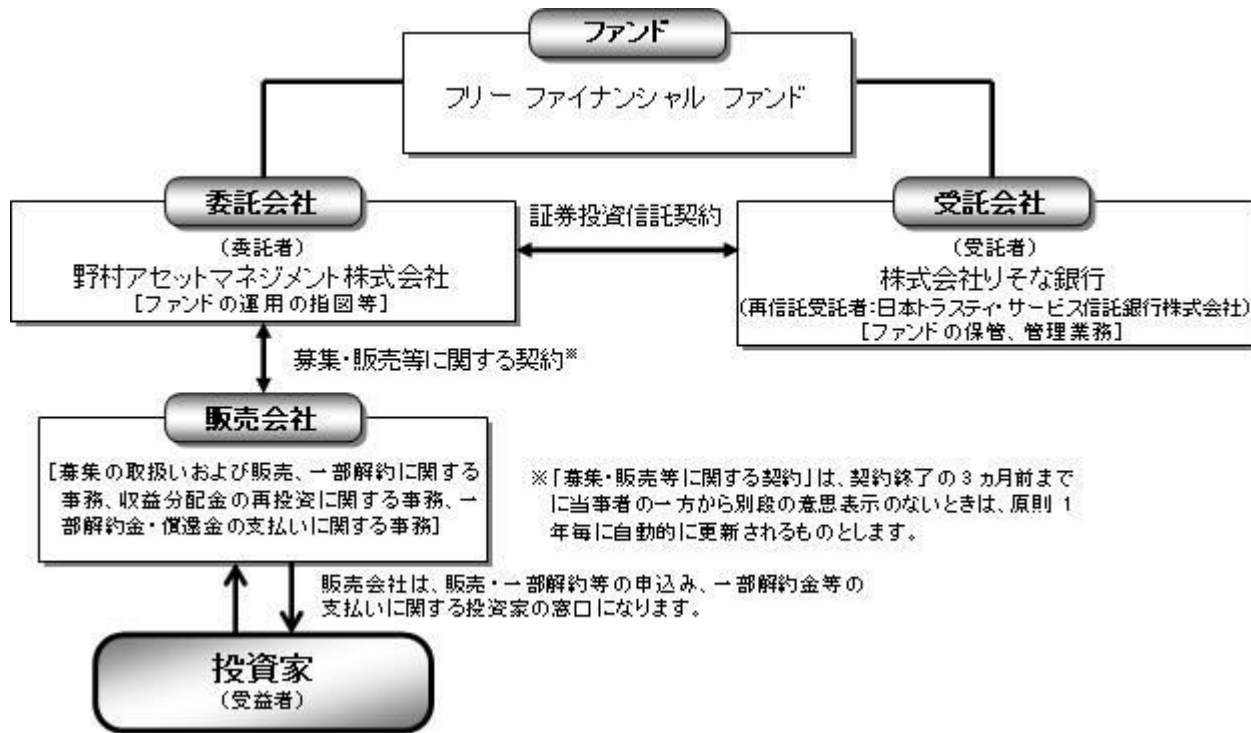 ファンド
フリー ファイナンシャル ファンド
委託会社
(委託者)
野村アセットマネジメント株式会社
[ファンドの運用の指図等]
証券投資信託契約
受託会社
(受託者)
株式会社りそな銀行
(再信託受託者:日本トラスティ・サービス信託銀行株式会社)
[ファンドの保管、管理業務]
募集・販売等に関する契約※
販売会社
[募集の取扱いおよび販売、一部解約に関する
事務、収益分配金の再投資に関する事務、一
部解約金・償還金の支払いに関する事務]
※「募集・販売等に関する契約」は、契約終了の3ヵ月前まで
に当事者の一方から別段の意思表示のないときは、原則1
年毎に自動的に更新されるものとします。
販売会社は、販売・一部解約等の申込み、一部解約金等の
支払いに関する投資家の窓口になります。
投資家
(受益者)